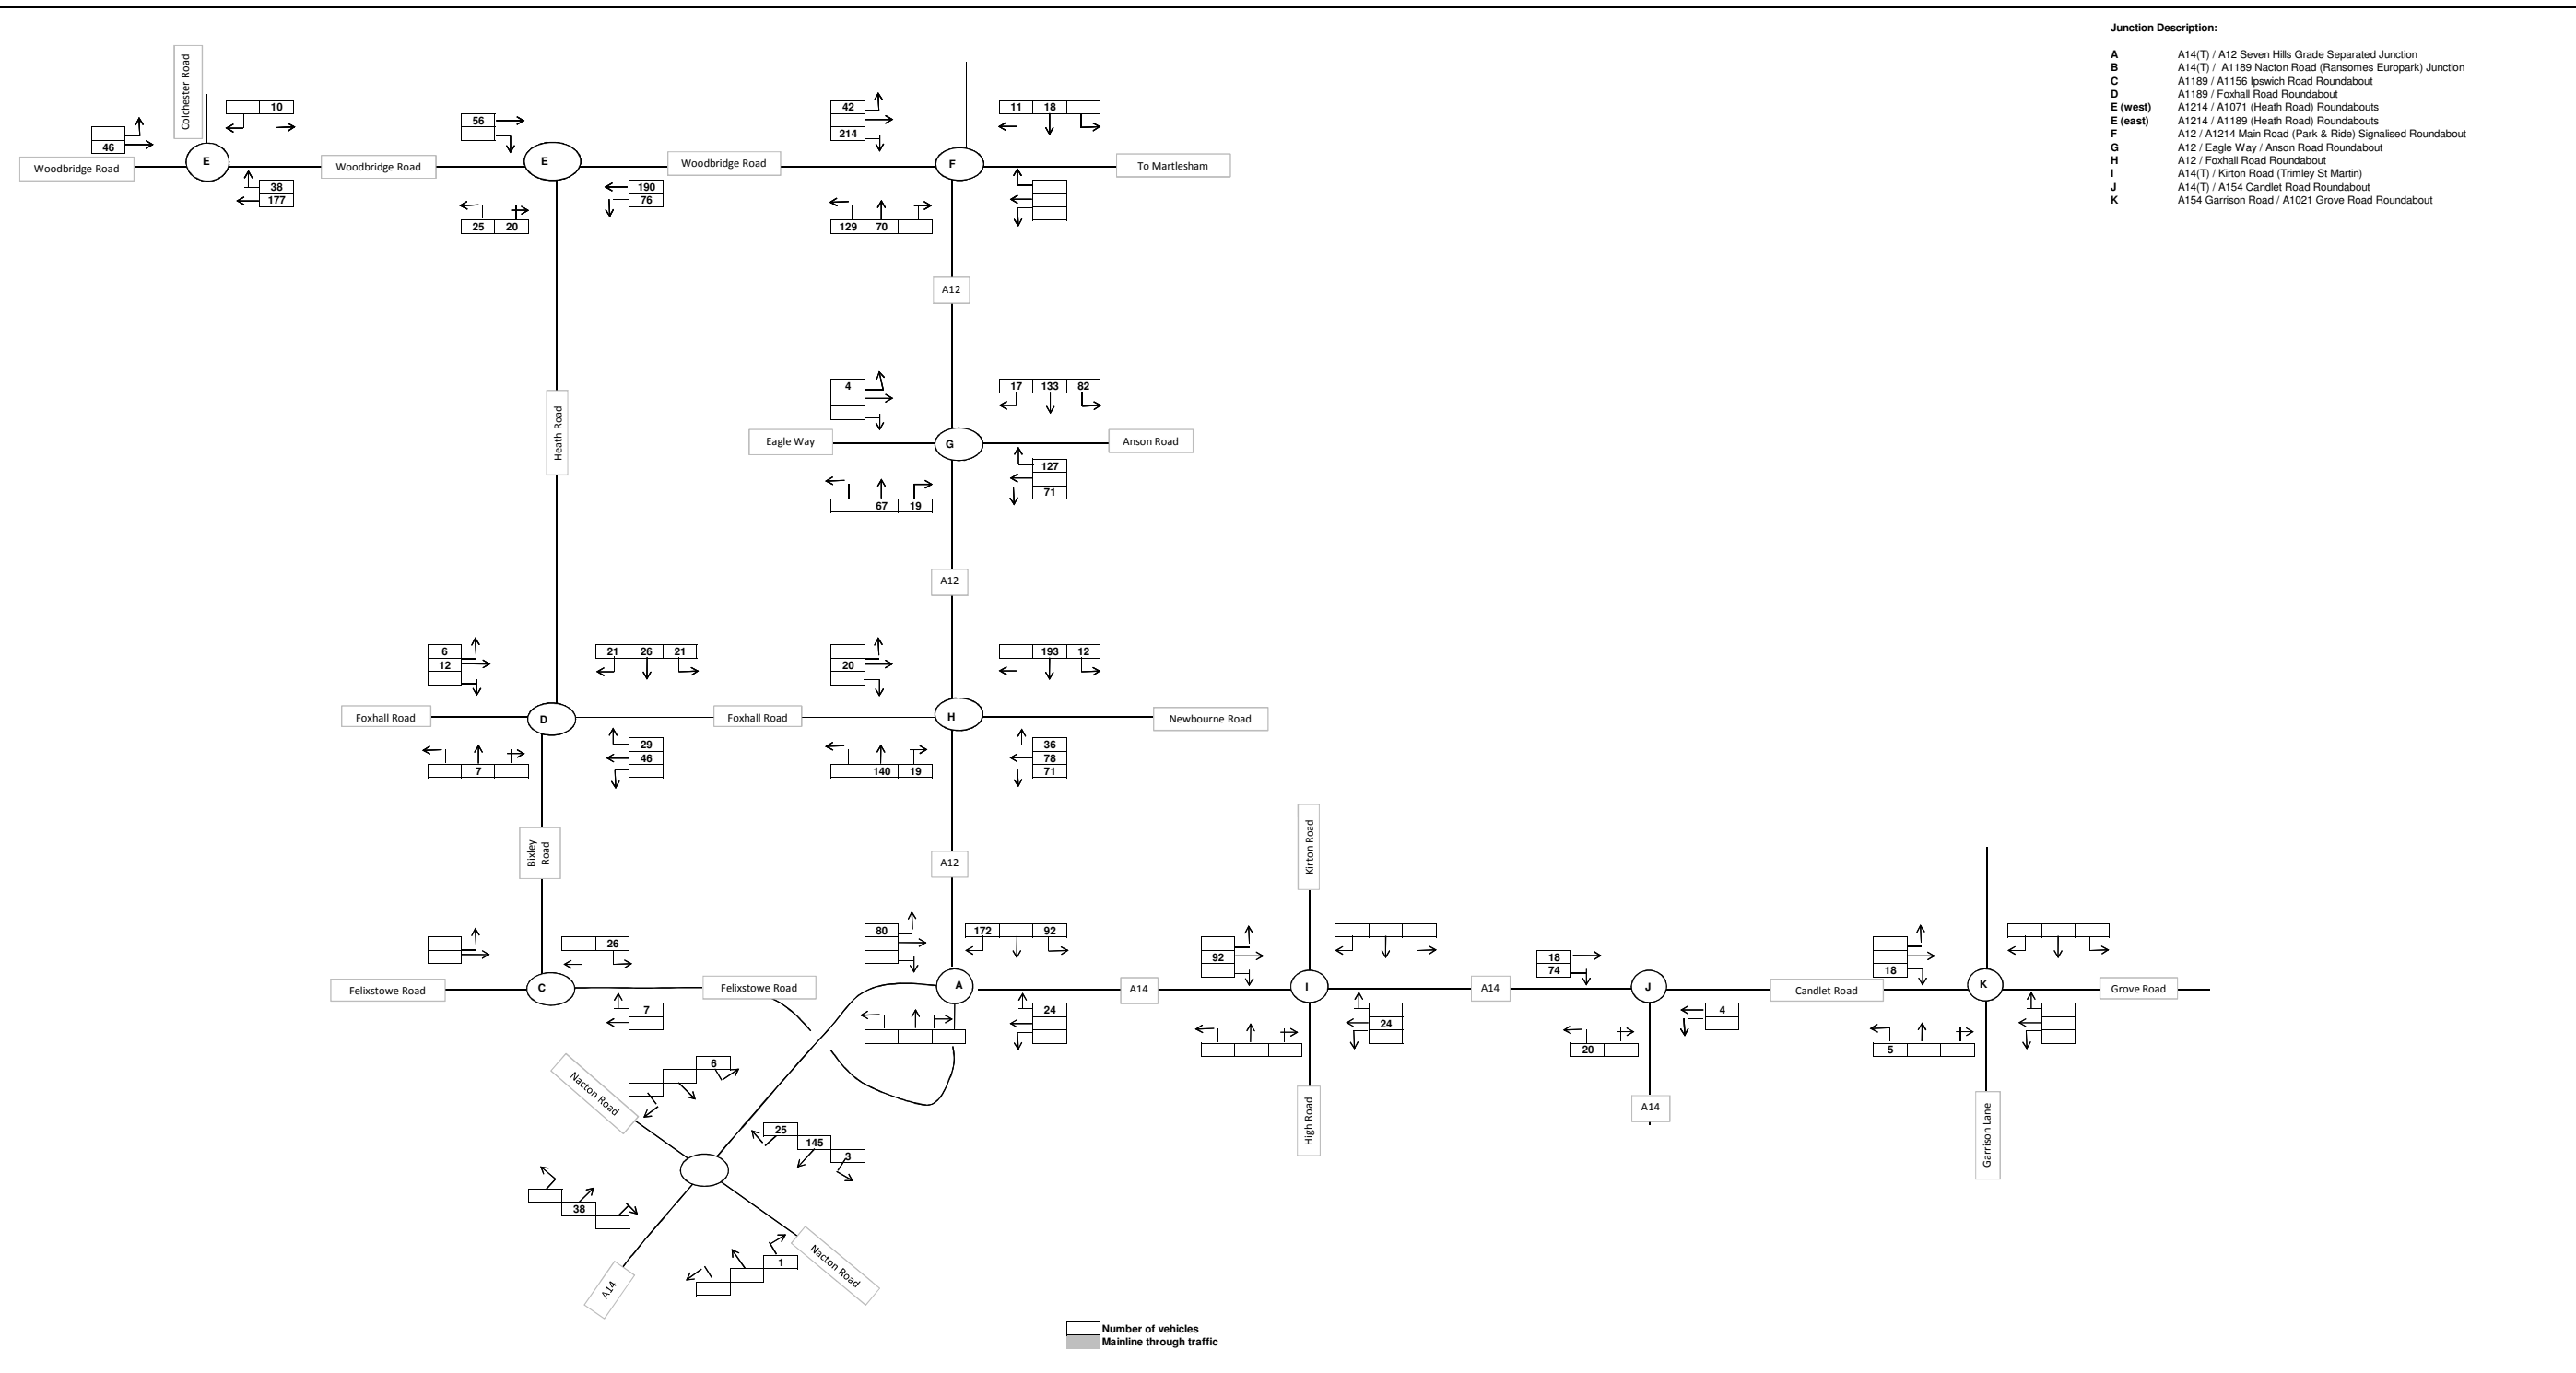 Junction Description:
A A14(T) / A12 Seven Hills Grade Separated Junction
B A14(T) / A1189 Nacton Road (Ransomes Europark) Junction
C A1189 / A1156 Ipswich Road Roundabout
D A1189 / Foxhall Road Roundabout
E (west) A1214 / A1071 (Heath Road) Roundabouts
E (east) A1214 / A1189 (Heath Road) Roundabouts
F A12 / A1214 Main Road (Park & Ride) Signalised Roundabout
G A12 / Eagle Way / Anson Road Roundabout
H A12 / Foxhall Road Roundabout
I A14(T) / Kirton Road (Trimley St Martin)
J A14(T) / A154 Candlet Road Roundabout
K A154 Garrison Road / A1021 Grove Road Roundabout
Colchester Road
10
46
Woodbridge Road
E
38
177
Woodbridge Road
56
E
190
76
25 20
Woodbridge Road
42
214
11 18
F
To Martlesham
129 70
A12
Heath Road
4
17 133 82
Eagle Way
G
Anson Road
127
71
67 19
A12
6
12
21 26 21
20
193 12
Foxhall Road
D
Foxhall Road
H
Newbourne Road
29
46
7
36
78
71
140 19
Bixley
Road
A12
Kirton Road
26
80
172 92
92
18
74
18
Felixstowe Road
C
Felixstowe Road
A
A14
I
A14
J
Candlet Road
K
Grove Road
7
24
24
20
4
5
High Road
A14
Garrison Lane
Nacton Road
6
25
145
3
38
1
A14
Nacton Road
Number of vehicles
Mainline through traffic